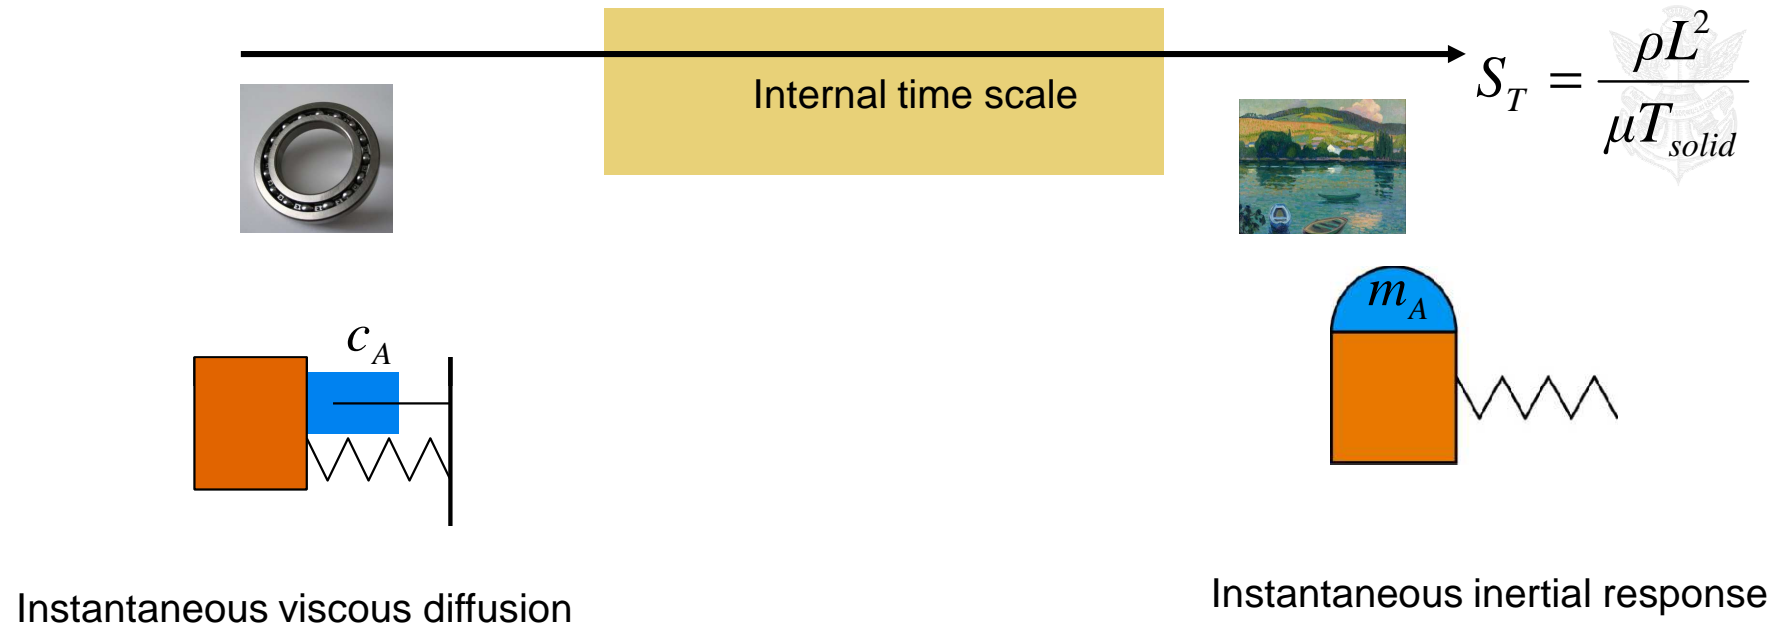 Internal time scale
S_T = ρL² / μT_solid
c_A
m_A
Instantaneous viscous diffusion
Instantaneous inertial response